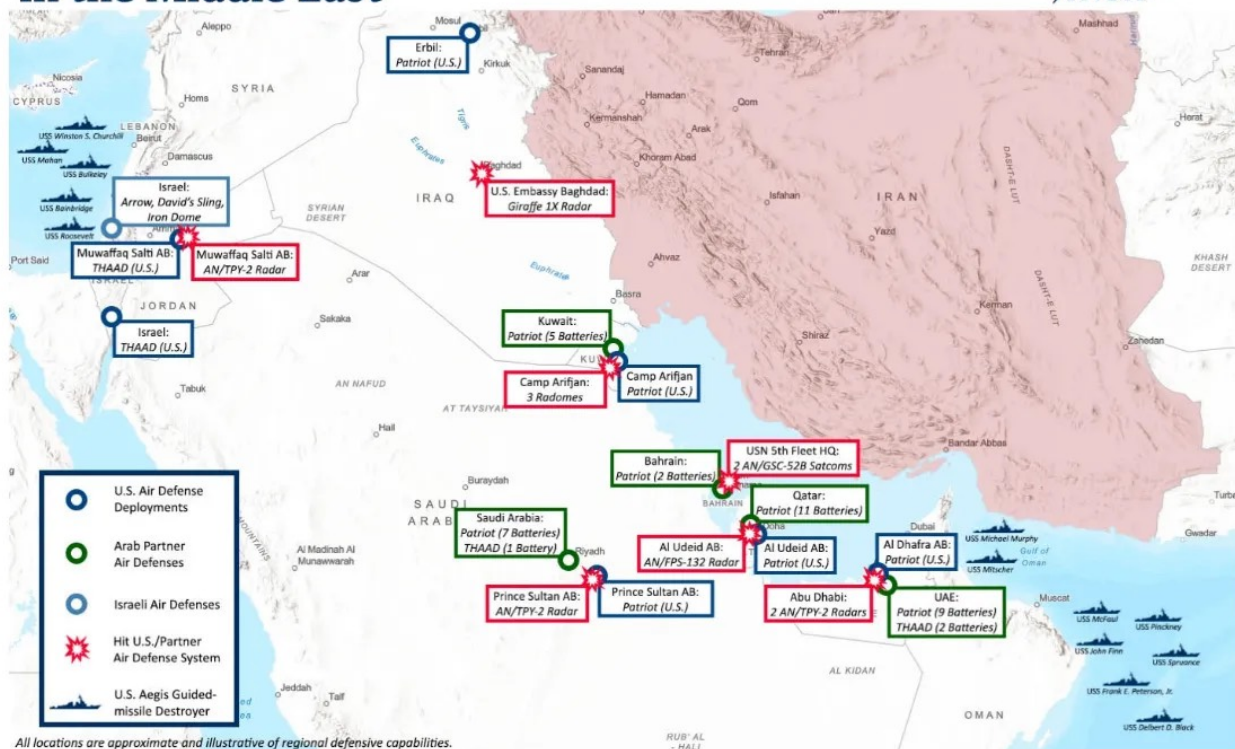 in the Middle East
Aleppo
Nicosia
CYPRUS
SYRIA
Homs
LEBANON
Beirut
Damascus
USS Winston S. Churchill
USS Mahan
USS Bulkeley
USS Bainbridge
USS Roosevelt
Israel:
Arrow, David's Sling,
Iron Dome
Muwaffaq Salti AB:
THAAD (U.S.)
Muwaffaq Salti AB:
AN/TPY-2 Radar
Port Said
ISRAEL
JORDAN
Israel:
THAAD (U.S.)
SYRIAN
DESERT
Arar
Sakaka
Tabuk
AN NAFUD
Hail
AT TAYSIYAH
Mosul
Erbil:
Patriot (U.S.)
Kirkuk
Tigris
Euphrates
Baghdad
IRAQ
U.S. Embassy Baghdad:
Giraffe 1X Radar
Euphrates
Basra
Sanandaj
Hamadan
Kermanshah
Tehran
Qom
Arak
Khoram Abad
Isfahan
IRAN
Yazd
Ahvaz
Shiraz
Kerman
Zahedan
Bandar Abbas
DASHT-E LUT
DASHT-E LUT
Mashhad
Herat
KHASH
DESERT
Kuwait:
Patriot (5 Batteries)
Camp Arifjan:
3 Radomes
Camp Arifjan
Patriot (U.S.)
Bahrain:
Patriot (2 Batteries)
USN 5th Fleet HQ:
2 AN/GSC-52B Satcoms
BAHRAIN
Qatar:
Patriot (11 Batteries)
Doha
Al Udeid AB:
AN/FPS-132 Radar
Al Udeid AB:
Patriot (U.S.)
Buraydah
SAUDI
Saudi Arabia:
Patriot (7 Batteries)
THAAD (1 Battery)
Riyadh
Prince Sultan AB:
AN/TPY-2 Radar
Prince Sultan AB:
Patriot (U.S.)
Dubai
Al Dhafra AB:
Patriot (U.S.)
Abu Dhabi:
2 AN/TPY-2 Radars
UAE:
Patriot (9 Batteries)
THAAD (2 Batteries)
USS Michael Murphy
USS Mitscher
Gulf of
Oman
Gwadar
Muscat
USS McFaul
USS Pinckney
USS John Finn
USS Spruance
USS Frank E. Peterson, Jr.
USS Delbert D. Black
AL KIDAN
OMAN
RUB' AL
- HALI
Al Madinah Al
Munawwarah
Jeddah
Taif
U.S. Air Defense
Deployments
Arab Partner
Air Defenses
Israeli Air Defenses
Hit U.S./Partner
Air Defense System
U.S. Aegis Guided-
missile Destroyer
All locations are approximate and illustrative of regional defensive capabilities.